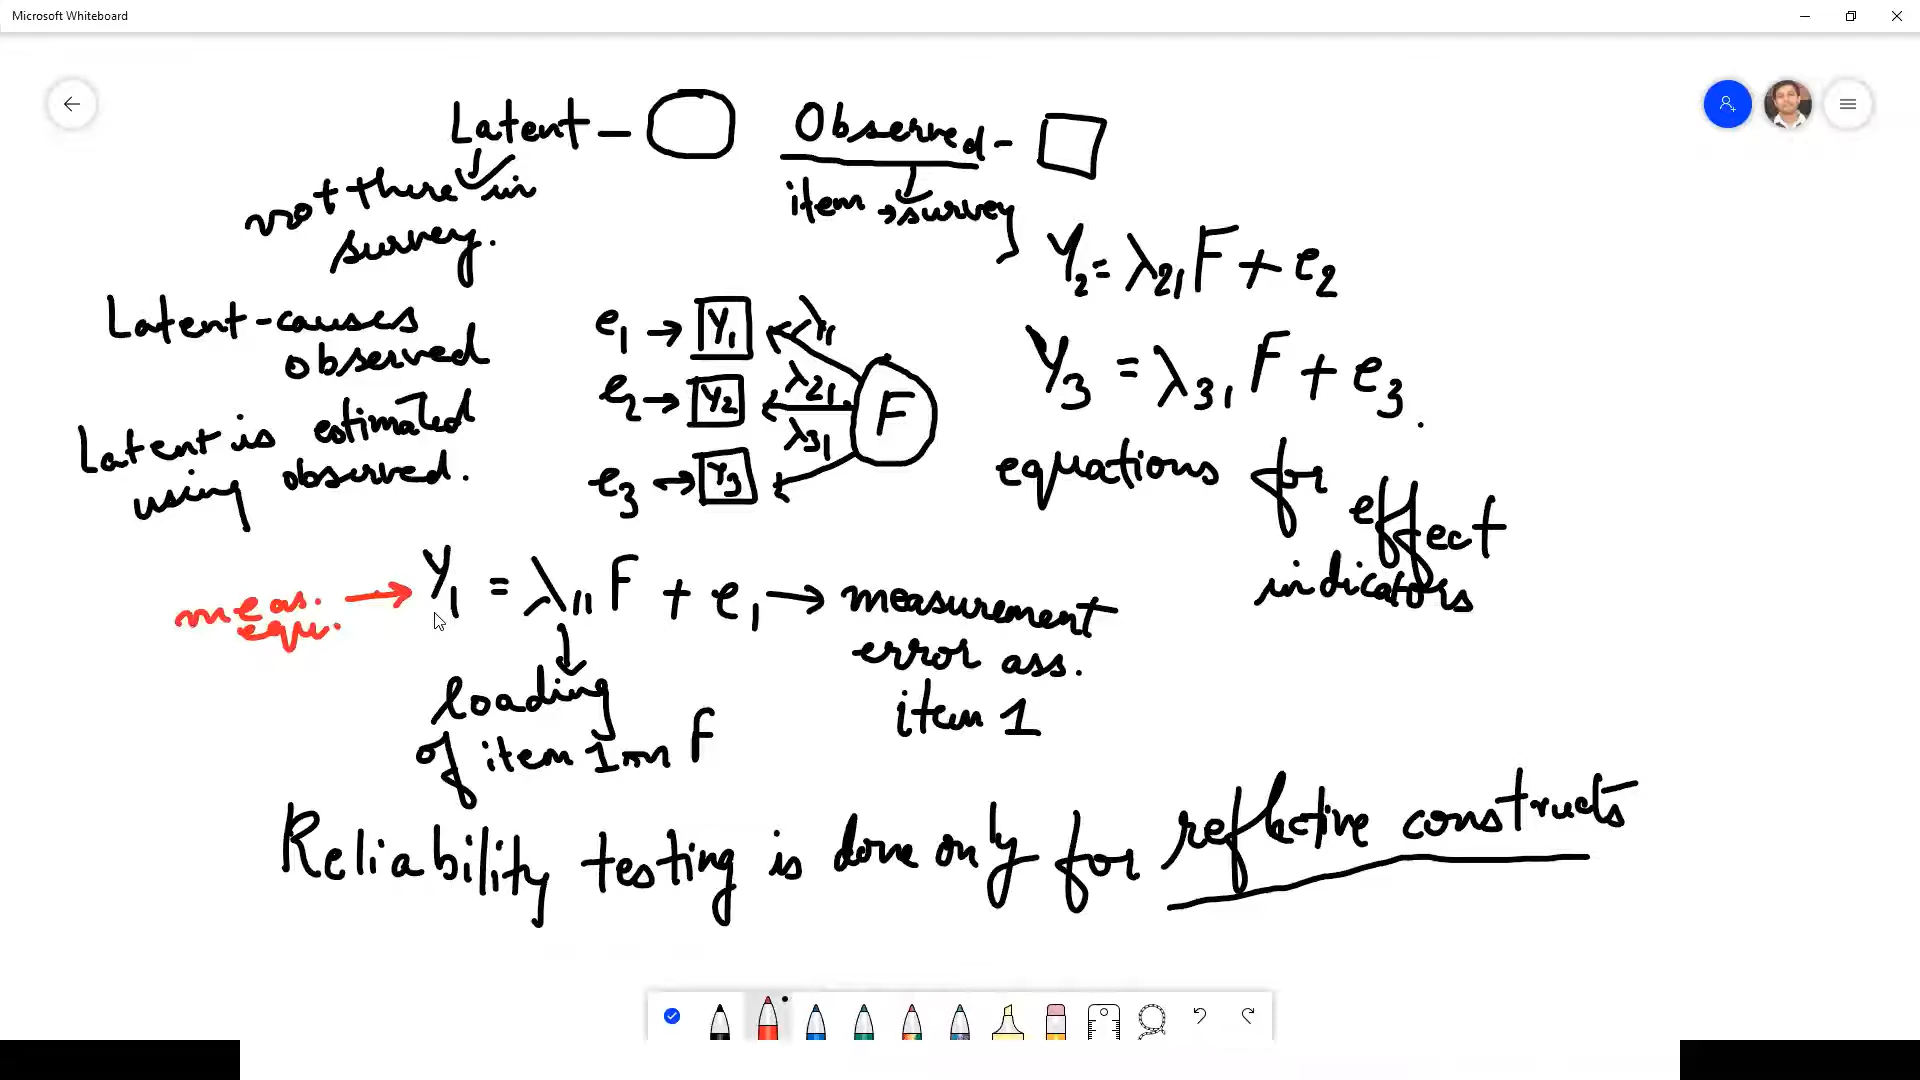 Microsoft Whiteboard
Latent – Observed -
not there in
survey.
item → survey
Y2 = λ21 F + e2
Latent - causes
observed
e1 → Y1 λ11
e2 → Y2 λ21 F
e3 → Y3 λ31
Y3 = λ31 F + e3.
Latent is estimated
using observed.
equations for effect
indicators
meas. → Y1 = λ11 F + e1 → measurement
equ.
error ass.
item 1
loading
of item 1 on F
Reliability testing is done only for reflective constructs